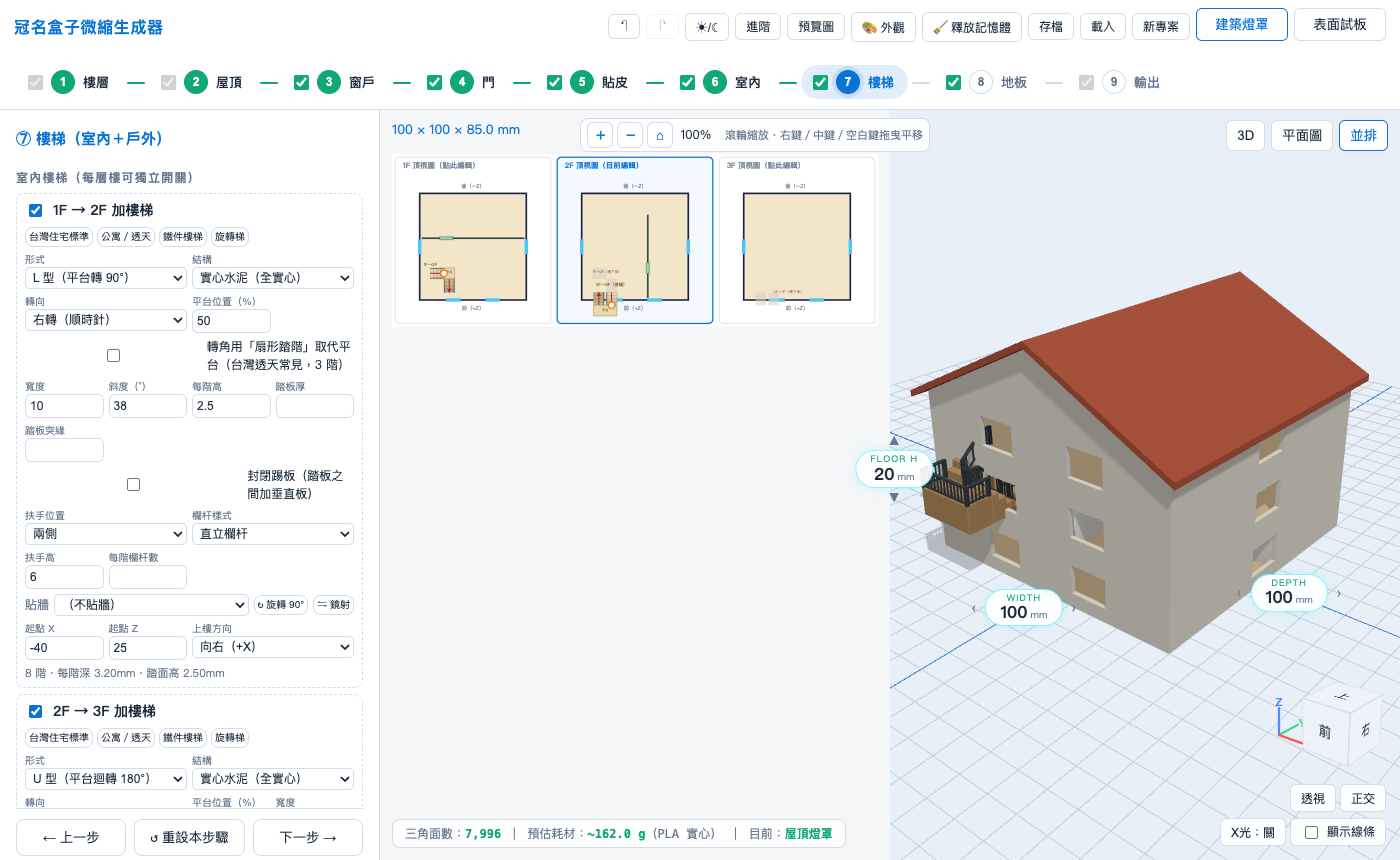 冠名盒子微縮生成器
☀/☾ 進階 預覽圖 🎨 外觀 🧹 釋放記憶體 存檔 載入 新專案 建築燈罩 表面試板
1 樓層 2 屋頂 3 窗戶 4 門 5 貼皮 6 室內 7 樓梯 8 地板 9 輸出
⑦ 樓梯（室內＋戶外）
室內樓梯（每層樓可獨立開關）
1F → 2F 加樓梯
台灣住宅標準 公寓 / 透天 鐵件樓梯 旋轉梯
形式 結構
L 型（平台轉 90°） 實心水泥（全實心）
轉向 平台位置（%）
右轉（順時針） 50
轉角用「扇形踏階」取代平
台（台灣透天常見，3 階）
寬度 斜度（°） 每階高 踏板厚
10 38 2.5
踏板突緣
封閉踢板（踏板之
間加垂直板）
扶手位置 欄杆樣式
兩側 直立欄杆
扶手高 每階欄杆數
6
貼牆 （不貼牆） ↻ 旋轉 90° ⇋ 鏡射
起點 X 起點 Z 上樓方向
-40 25 向右（+X）
8 階 · 每階深 3.20mm · 踏面高 2.50mm
2F → 3F 加樓梯
台灣住宅標準 公寓 / 透天 鐵件樓梯 旋轉梯
形式 結構
U 型（平台迴轉 180°） 實心水泥（全實心）
轉向 平台位置（%） 寬度
← 上一步 ↺ 重設本步驟 下一步 →
100 × 100 × 85.0 mm
+ − ⌂ 100% 滾輪縮放 · 右鍵 / 中鍵 / 空白鍵拖曳平移
1F 頂視圖（點此編輯） 2F 頂視圖（目前編輯） 3F 頂視圖（點此編輯）
後（−Z） 後（−Z） 後（−Z）
前（+Z） 前（+Z） 前（+Z）
三角面數：7,996 | 預估耗材：~162.0 g (PLA 實心) | 目前：屋頂燈罩
3D 平面圖 並排
FLOOR H
20 mm
WIDTH
100 mm
DEPTH
100 mm
Z
上
前
右
透視 正交
X光：關 顯示線條